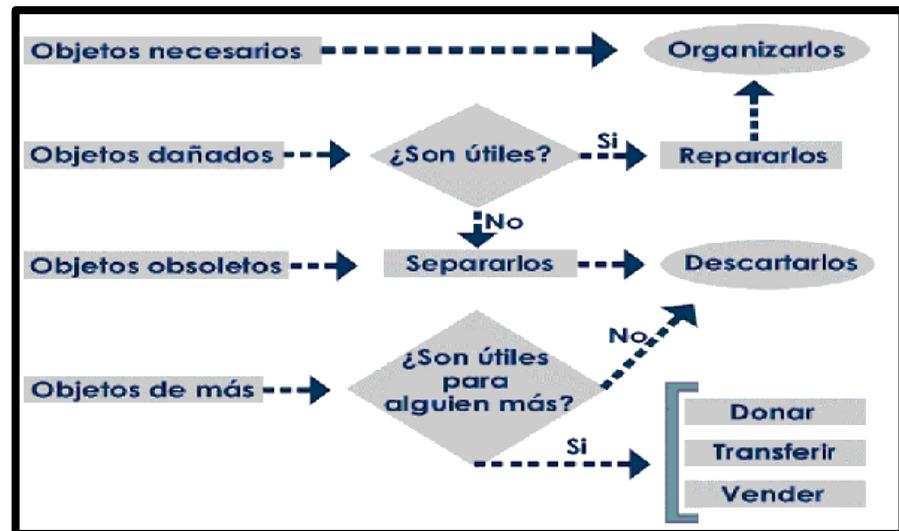 Objetos necesarios
Organizarlos
Objetos dañados
¿Son útiles?
Si
Repararlos
No
Objetos obsoletos
Separarlos
Descartarlos
Objetos de más
¿Son útiles
para
alguien más?
No
Si
Donar
Transferir
Vender